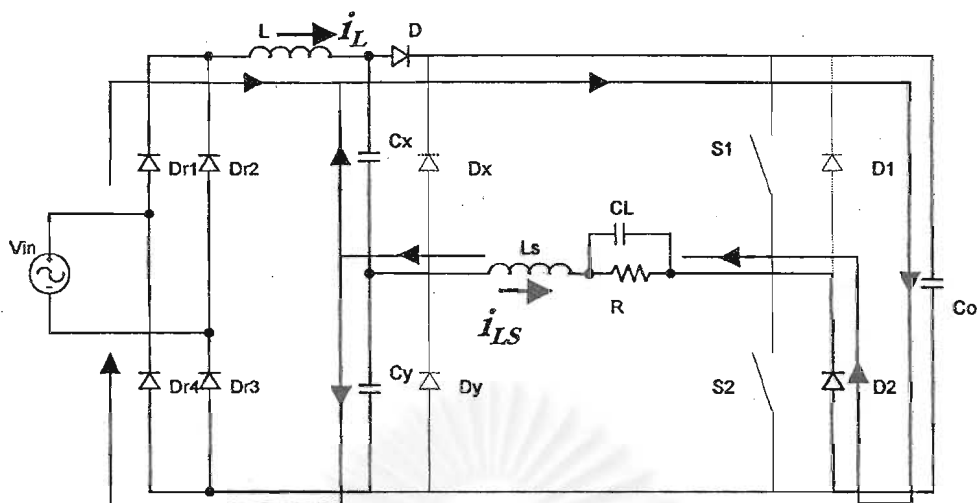 L
i_L
D
Cx
Dr1
Dr2
Dx
S1
D1
Vin
CL
Ls
R
i_LS
Co
Cy
Dr4
Dr3
Dy
S2
D2